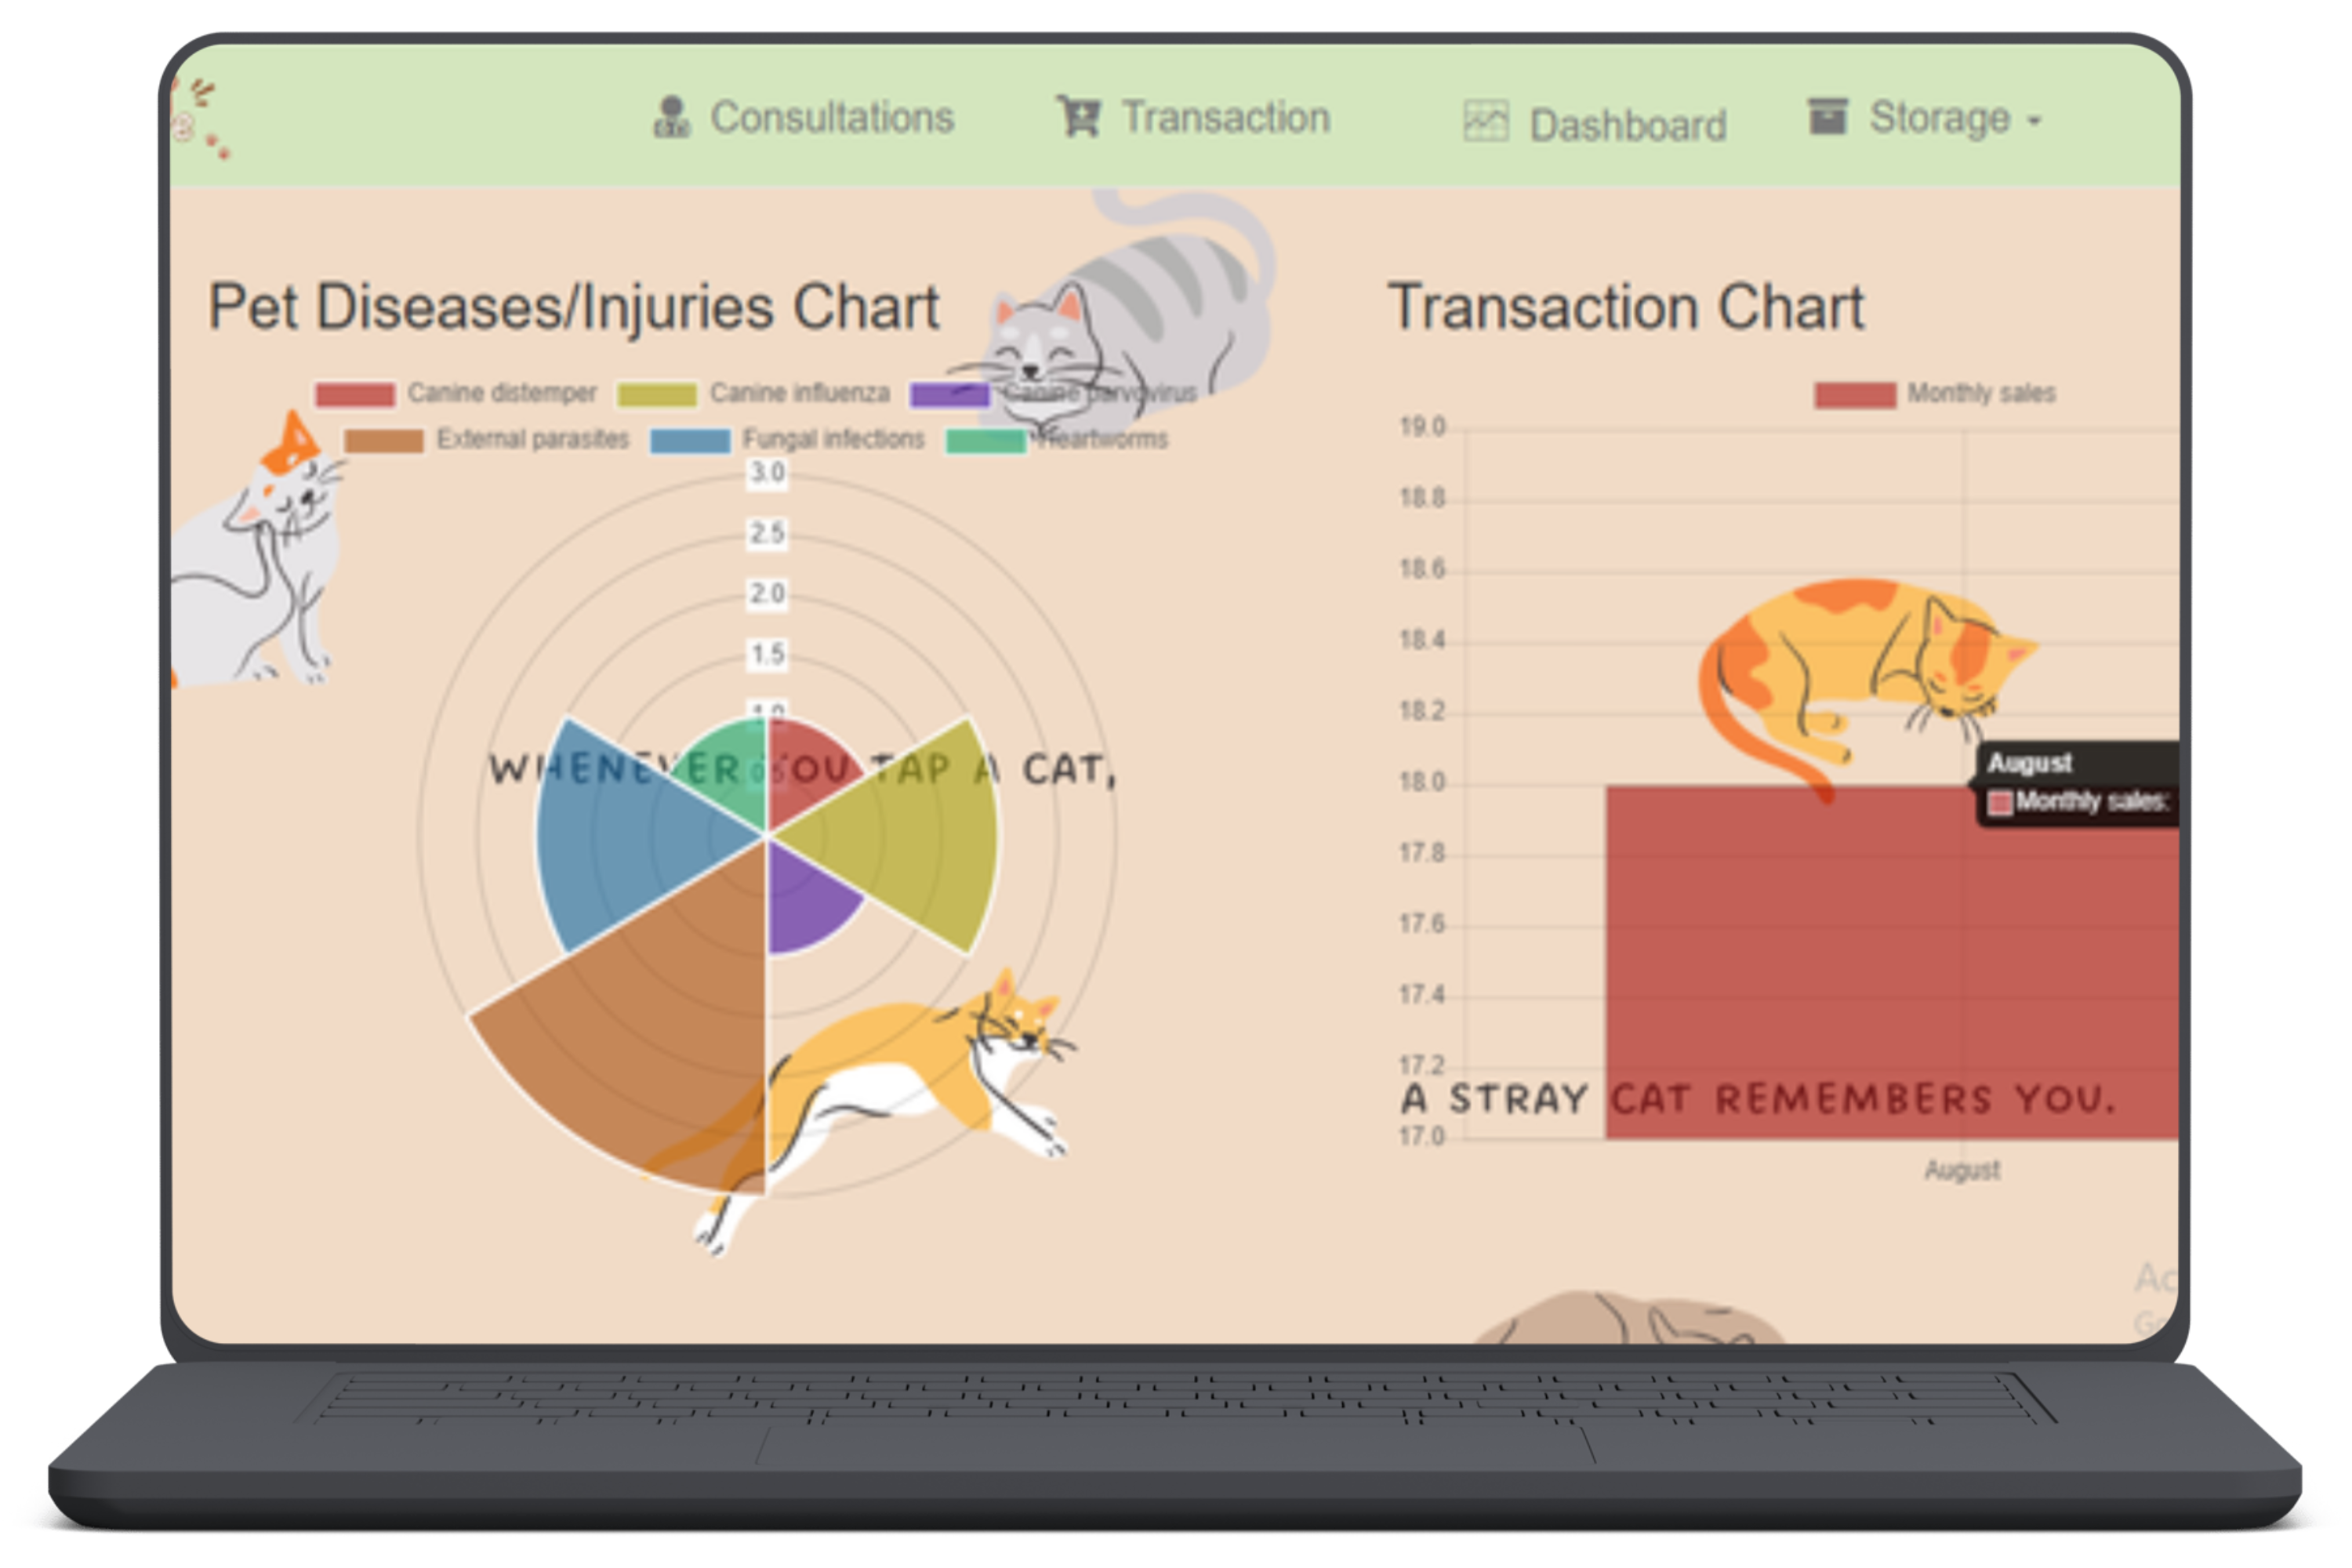 Consultations Transaction Dashboard Storage
Pet Diseases/Injuries Chart
Canine distemper Canine influenza Canine parvovirus
External parasites Fungal infections Heartworms
3.0
2.5
2.0
1.5
1.0
0.5
WHENEVER YOU TAP A CAT,
Transaction Chart
Monthly sales
19.0
18.8
18.6
18.4
18.2
18.0
17.8
17.6
17.4
17.2
17.0
August
Monthly sales:
A STRAY CAT REMEMBERS YOU.
August
Ac